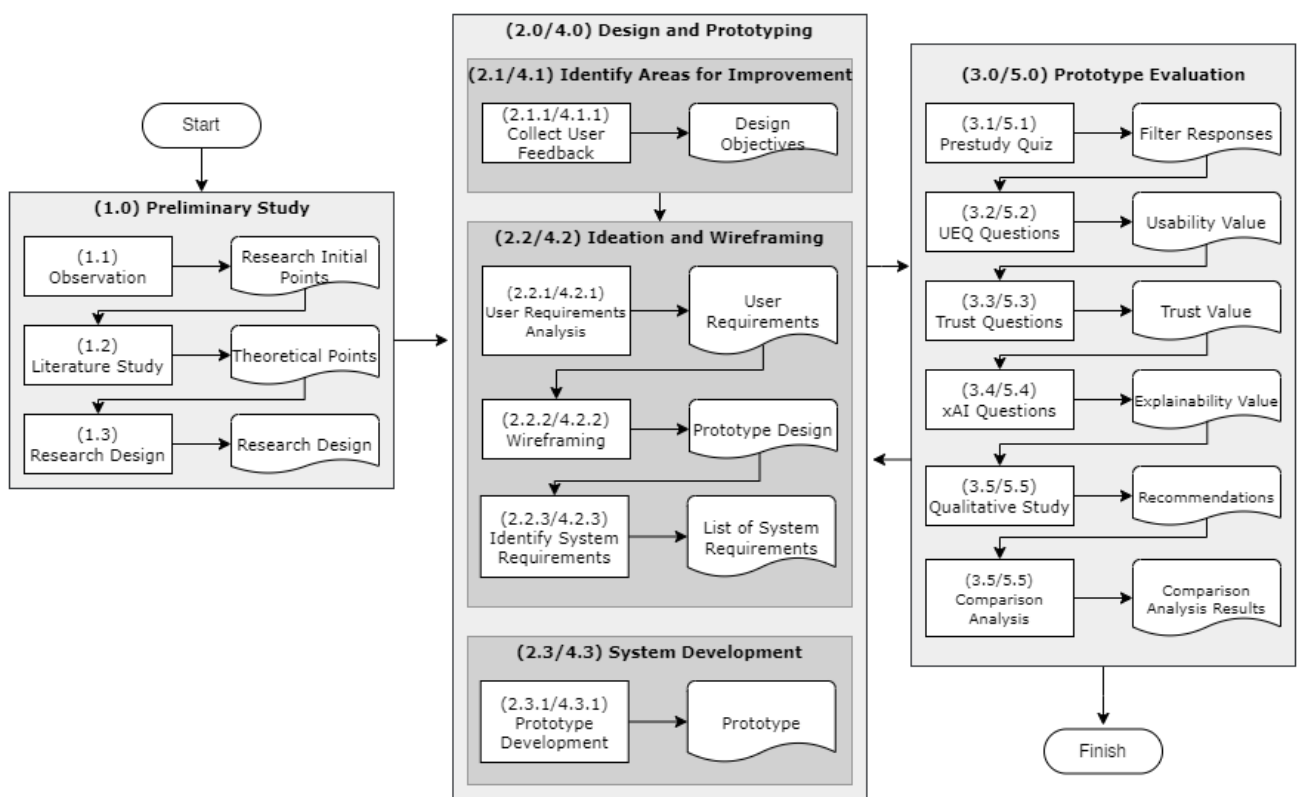 Start
(1.0) Preliminary Study
(1.1)
Observation
Research Initial
Points
(1.2)
Literature Study
Theoretical Points
(1.3)
Research Design
Research Design
(2.0/4.0) Design and Prototyping
(2.1/4.1) Identify Areas for Improvement
(2.1.1/4.1.1)
Collect User
Feedback
Design
Objectives
(2.2/4.2) Ideation and Wireframing
(2.2.1/4.2.1)
User Requirements
Analysis
User
Requirements
(2.2.2/4.2.2)
Wireframing
Prototype Design
(2.2.3/4.2.3)
Identify System
Requirements
List of System
Requirements
(2.3/4.3) System Development
(2.3.1/4.3.1)
Prototype
Development
Prototype
(3.0/5.0) Prototype Evaluation
(3.1/5.1)
Prestudy Quiz
Filter Responses
(3.2/5.2)
UEQ Questions
Usability Value
(3.3/5.3)
Trust Questions
Trust Value
(3.4/5.4)
xAI Questions
Explainability Value
(3.5/5.5)
Qualitative Study
Recommendations
(3.5/5.5)
Comparison
Analysis
Comparison
Analysis Results
Finish